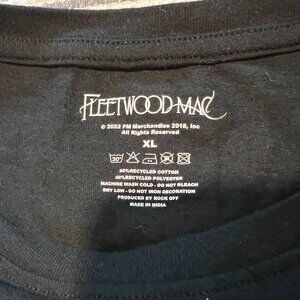 FLEETWOOD MAC
© 2022 FM Merchandise 2018, Inc
All Rights Reserved
XL
30°
60% RECYCLED COTTON
40% RECYCLED POLYESTER
MACHINE WASH COLD - DO NOT BLEACH
DRY LOW - DO NOT IRON DECORATION
PRODUCED BY ROCK OFF
MADE IN INDIA